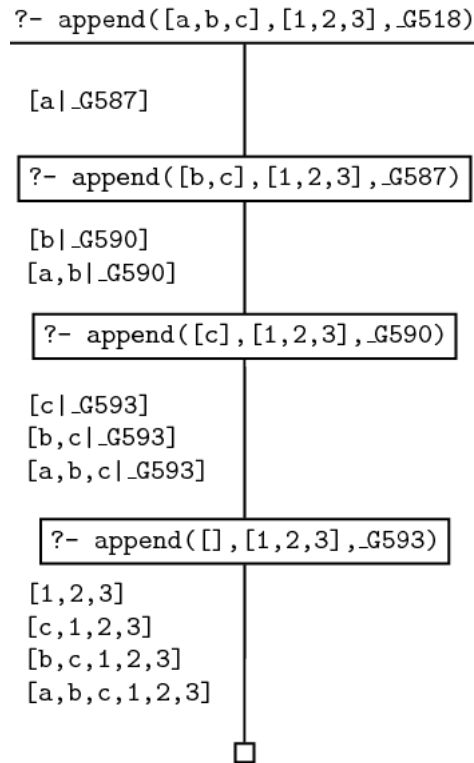 ?- append([a,b,c],[1,2,3],_G518)
[a|_G587]
?- append([b,c],[1,2,3],_G587)
[b|_G590]
[a,b|_G590]
?- append([c],[1,2,3],_G590)
[c|_G593]
[b,c|_G593]
[a,b,c|_G593]
?- append([],[1,2,3],_G593)
[1,2,3]
[c,1,2,3]
[b,c,1,2,3]
[a,b,c,1,2,3]